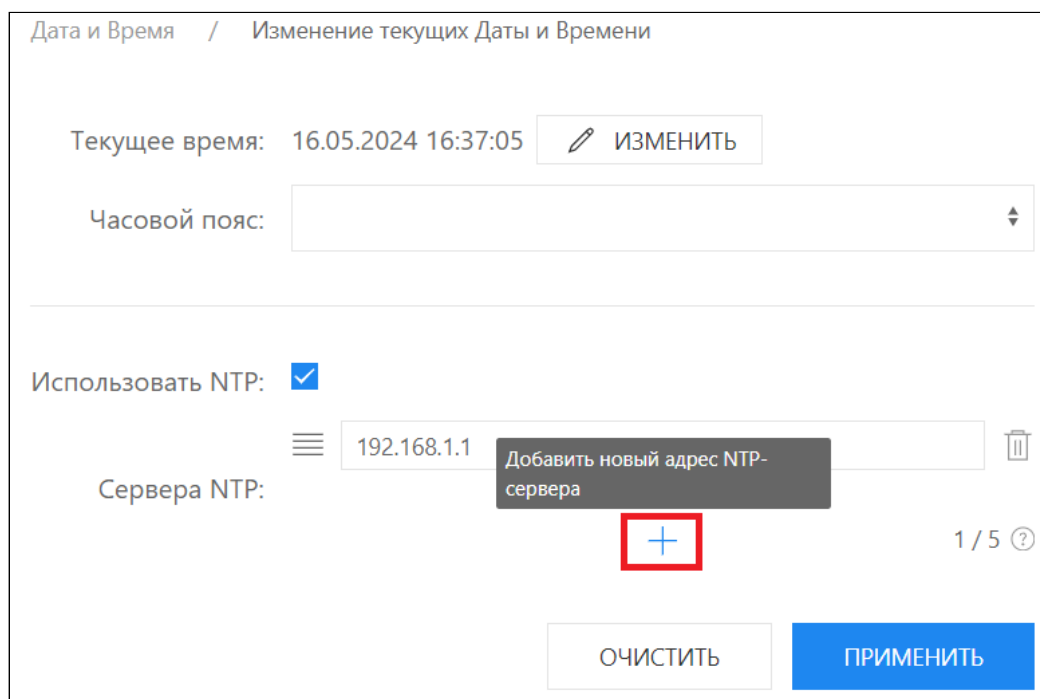 Дата и Время / Изменение текущих Даты и Времени
Текущее время: 16.05.2024 16:37:05 ИЗМЕНИТЬ
Часовой пояс:
Использовать NTP:
192.168.1.1
Добавить новый адрес NTP-
сервера
Сервера NTP:
1 / 5 ?
ОЧИСТИТЬ ПРИМЕНИТЬ